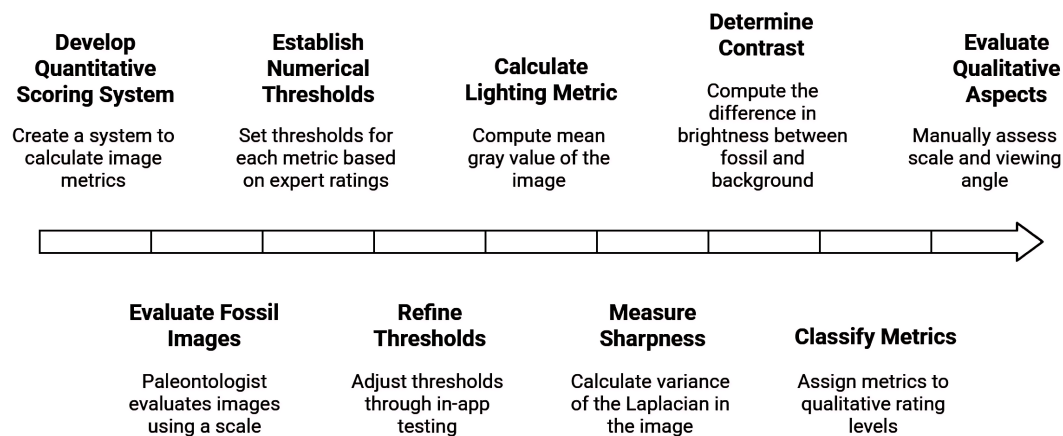 Develop
Quantitative
Scoring System
Create a system to
calculate image
metrics
Evaluate Fossil
Images
Paleontologist
evaluates images
using a scale
Establish
Numerical
Thresholds
Set thresholds for
each metric based
on expert ratings
Refine
Thresholds
Adjust thresholds
through in-app
testing
Calculate
Lighting Metric
Compute mean
gray value of the
image
Measure
Sharpness
Calculate variance
of the Laplacian in
the image
Determine
Contrast
Compute the
difference in
brightness between
fossil and
background
Classify Metrics
Assign metrics to
qualitative rating
levels
Evaluate
Qualitative
Aspects
Manually assess
scale and viewing
angle